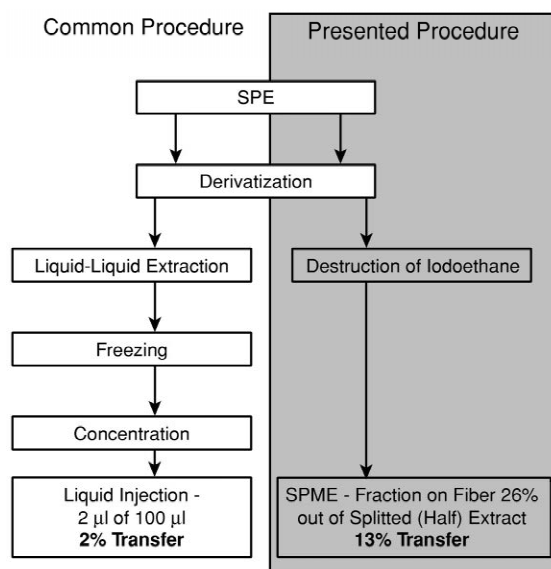 Common Procedure
Presented Procedure
SPE
Derivatization
Liquid-Liquid Extraction
Destruction of Iodoethane
Freezing
Concentration
Liquid Injection -
2 µl of 100 µl
2% Transfer
SPME - Fraction on Fiber 26%
out of Splitted (Half) Extract
13% Transfer